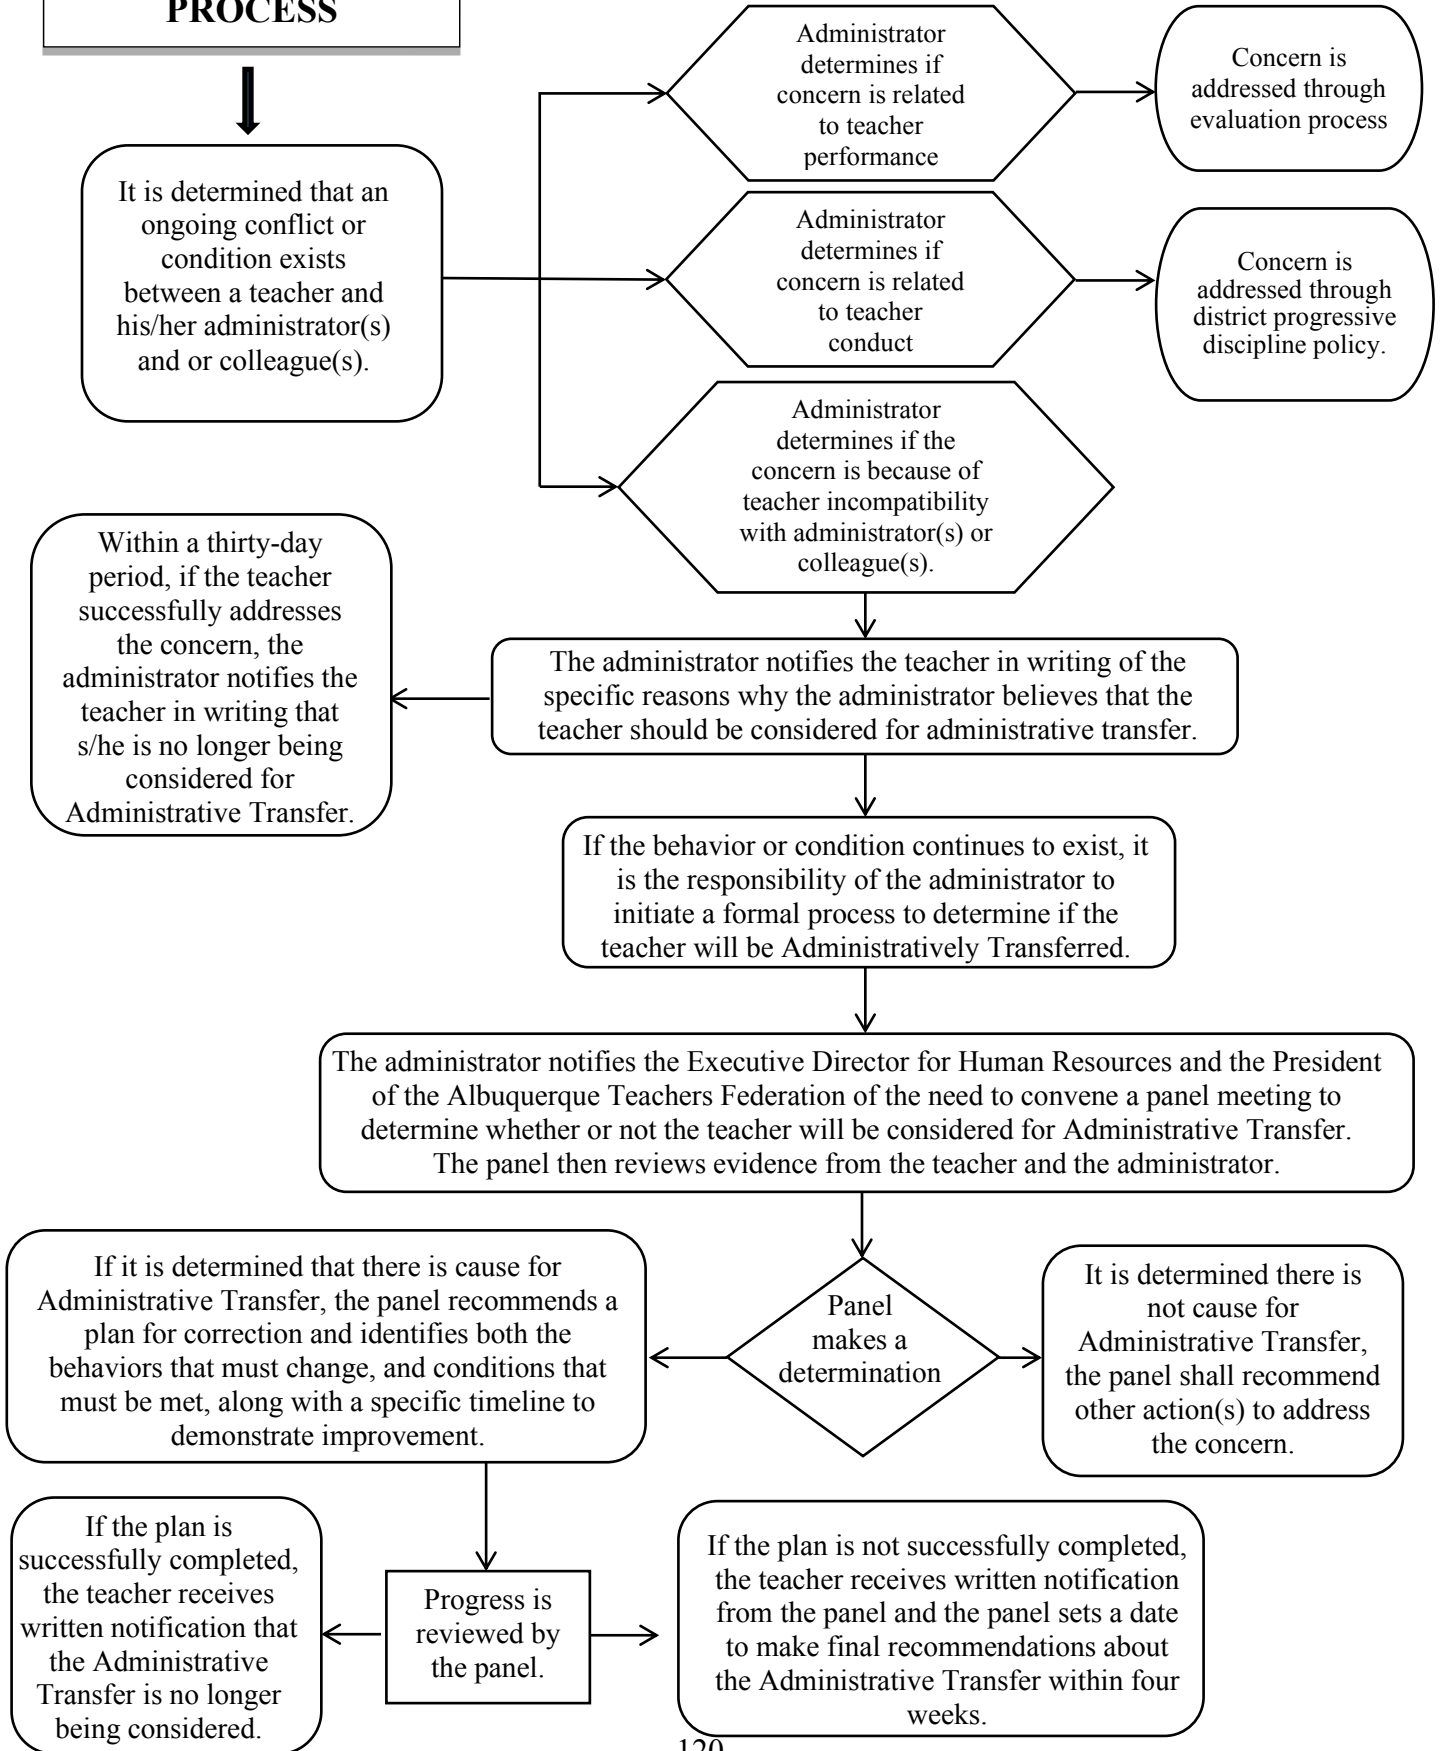 PROCESS
It is determined that an
ongoing conflict or
condition exists
between a teacher and
his/her administrator(s)
and or colleague(s).
Administrator
determines if
concern is related
to teacher
performance
Concern is
addressed through
evaluation process
Administrator
determines if
concern is related
to teacher
conduct
Concern is
addressed through
district progressive
discipline policy.
Administrator
determines if the
concern is because of
teacher incompatibility
with administrator(s) or
colleague(s).
The administrator notifies the teacher in writing of the
specific reasons why the administrator believes that the
teacher should be considered for administrative transfer.
Within a thirty-day
period, if the teacher
successfully addresses
the concern, the
administrator notifies the
teacher in writing that
s/he is no longer being
considered for
Administrative Transfer.
If the behavior or condition continues to exist, it
is the responsibility of the administrator to
initiate a formal process to determine if the
teacher will be Administratively Transferred.
The administrator notifies the Executive Director for Human Resources and the President
of the Albuquerque Teachers Federation of the need to convene a panel meeting to
determine whether or not the teacher will be considered for Administrative Transfer.
The panel then reviews evidence from the teacher and the administrator.
Panel
makes a
determination
If it is determined that there is cause for
Administrative Transfer, the panel recommends a
plan for correction and identifies both the
behaviors that must change, and conditions that
must be met, along with a specific timeline to
demonstrate improvement.
It is determined there is
not cause for
Administrative Transfer,
the panel shall recommend
other action(s) to address
the concern.
Progress is
reviewed by
the panel.
If the plan is
successfully completed,
the teacher receives
written notification that
the Administrative
Transfer is no longer
being considered.
If the plan is not successfully completed,
the teacher receives written notification
from the panel and the panel sets a date
to make final recommendations about
the Administrative Transfer within four
weeks.
120